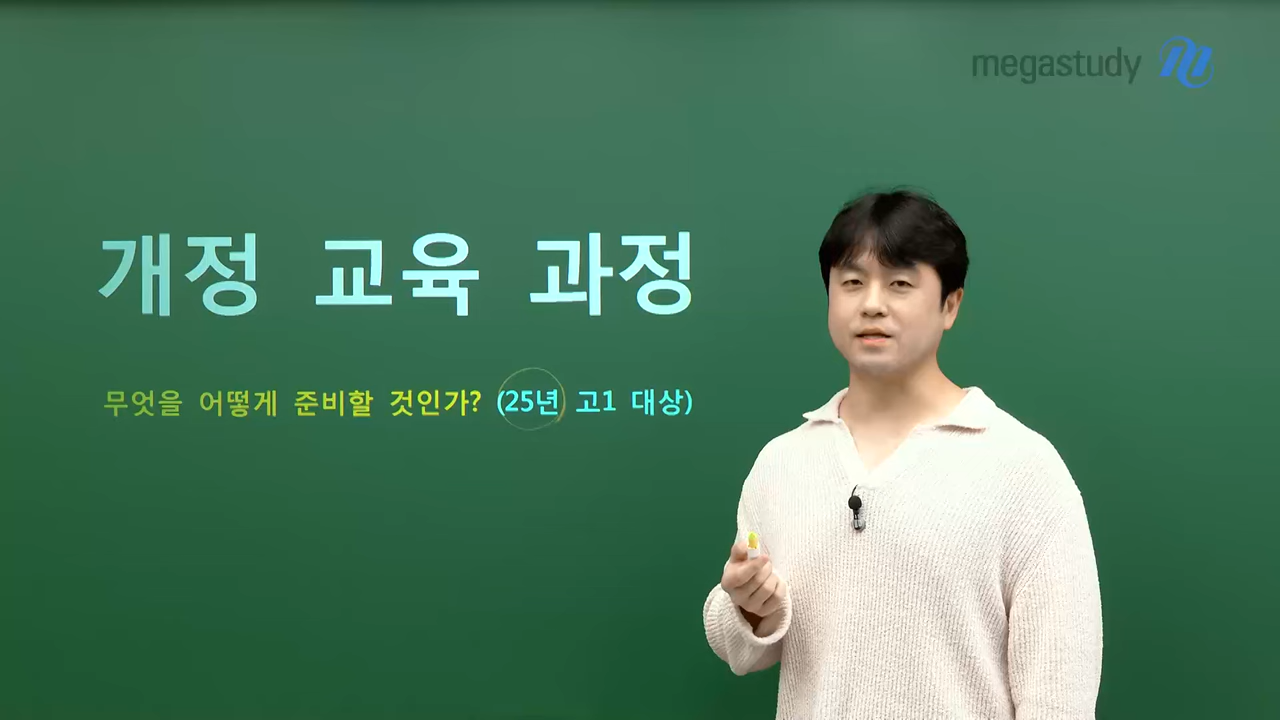 megastudy
개정 교육 과정
무엇을 어떻게 준비할 것인가? (25년 고1 대상)